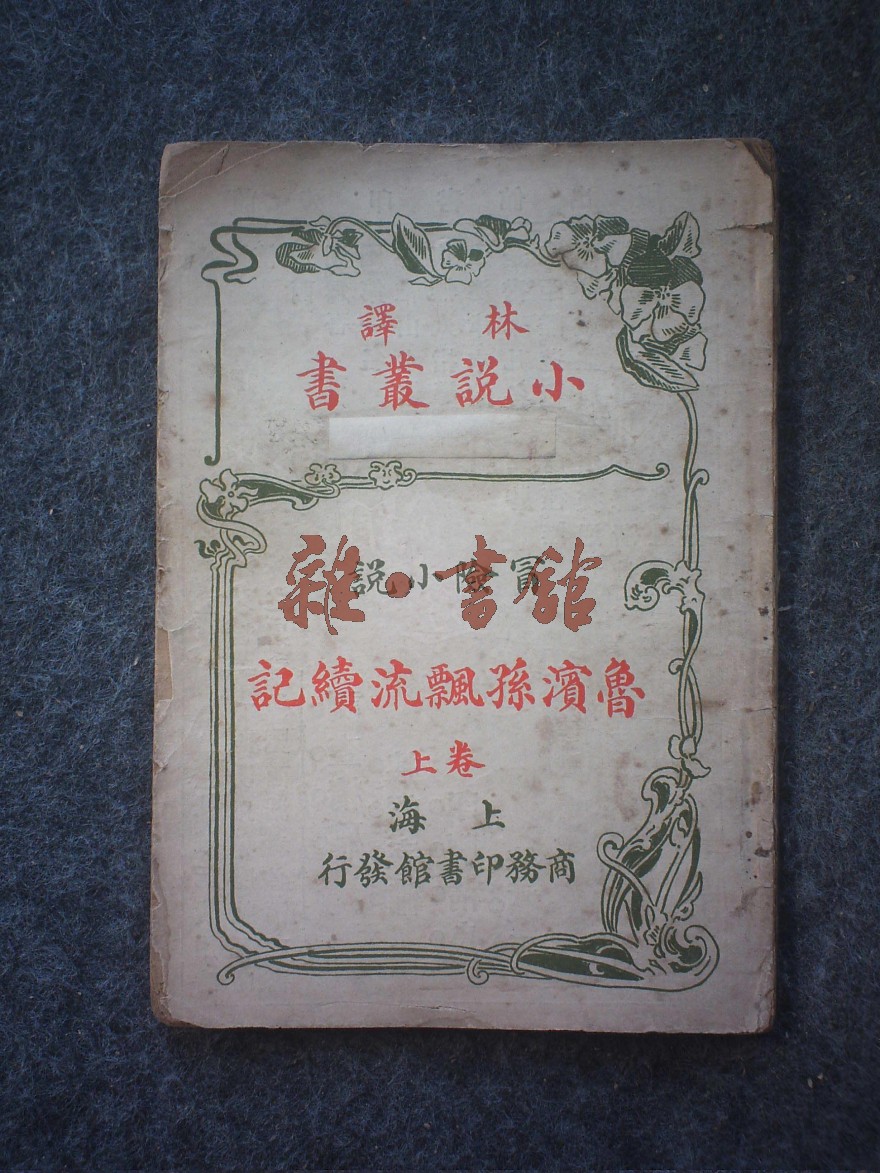 林譯
小說叢書
冒險小說
雜·書館
魯濱孫飄流續記
卷上
上海
商務印書館發行